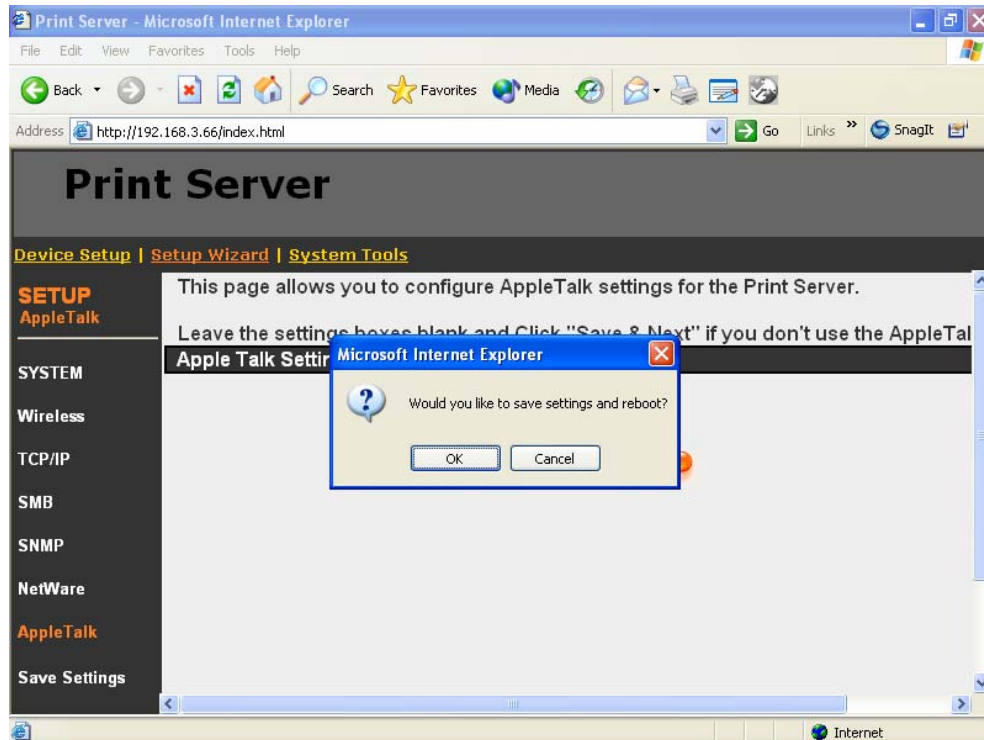 Print Server - Microsoft Internet Explorer
File Edit View Favorites Tools Help
Back Search Favorites Media
Address http://192.168.3.66/index.html Go Links » SnagIt
Print Server
Device Setup | Setup Wizard | System Tools
SETUP
AppleTalk
SYSTEM
Wireless
TCP/IP
SMB
SNMP
NetWare
AppleTalk
Save Settings
This page allows you to configure AppleTalk settings for the Print Server.
Leave the settings boxes blank and Click "Save & Next" if you don't use the AppleTal
Apple Talk Settin
Microsoft Internet Explorer
Would you like to save settings and reboot?
OK Cancel
Internet